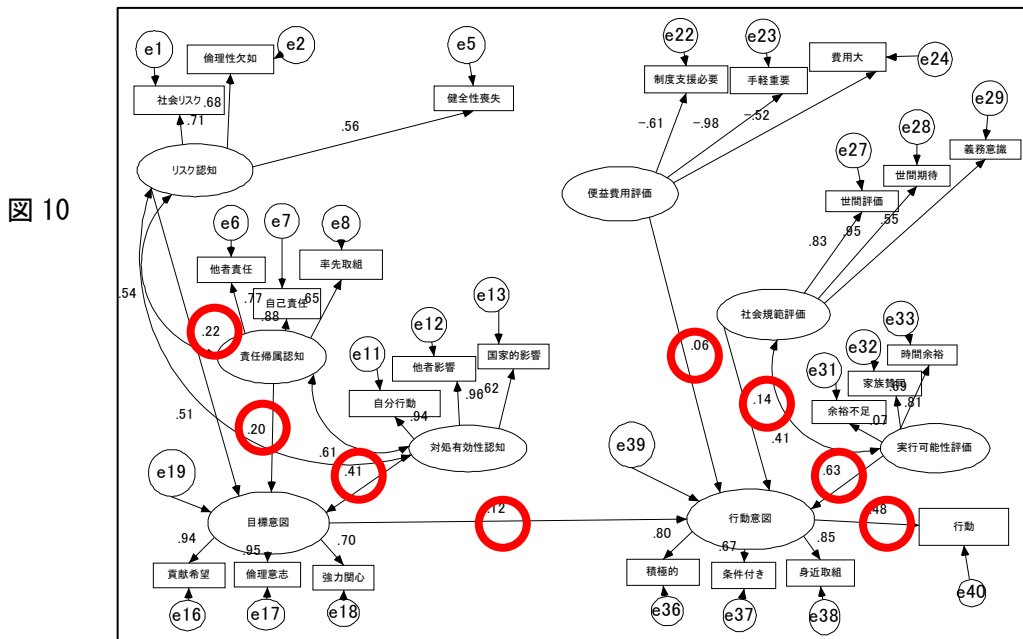 図 10
e1
e2
e5
e22
e23
e24
倫理性欠如
社会リスク
健全性喪失
制度支援必要
手軽重要
費用大
e29
.68
.71
.56
-.61
-.98
-.52
e28
e27
義務意識
世間期待
世間評価
リスク認知
便益費用評価
e6
e7
e8
.83
.95
.55
他者責任
率先取組
自己責任
.77
.88
.65
.54
e13
e12
e11
社会規範評価
e33
e32
e31
.22
責任帰属認知
他者影響
国家的影響
自分行動
.06
時間余裕
家族賛同
余裕不足
.96
.62
.94
.14
.69
.81
.07
.51
.20
.61
.41
対処有効性認知
.41
.63
実行可能性評価
e19
e39
目標意図
.12
行動意図
.48
行動
.94
.95
.70
.80
.67
.85
貢献希望
倫理意志
強力関心
積極的
条件付き
身近取組
e16
e17
e18
e36
e37
e38
e40